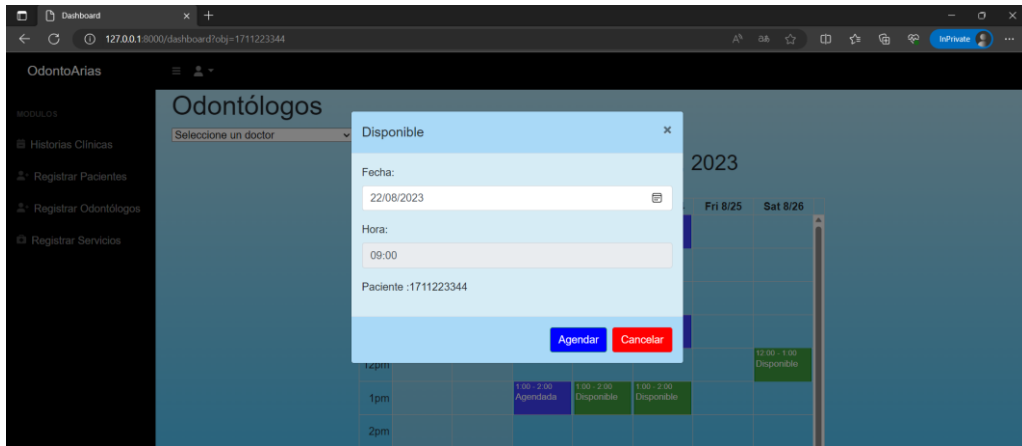 Dashboard
127.0.0.1:8000/dashboard?obj=1711223344
InPrivate
OdontoArias
MODULOS
Historias Clínicas
Registrar Pacientes
Registrar Odontólogos
Registrar Servicios
Odontólogos
Seleccione un doctor
2023
Fri 8/25 Sat 8/26
Disponible ×
Fecha:
22/08/2023
Hora:
09:00
Paciente :1711223344
Agendar Cancelar
12pm
12:00 - 1:00
Disponible
1pm
1:00 - 2:00 1:00 - 2:00 1:00 - 2:00
Agendada Disponible Disponible
2pm